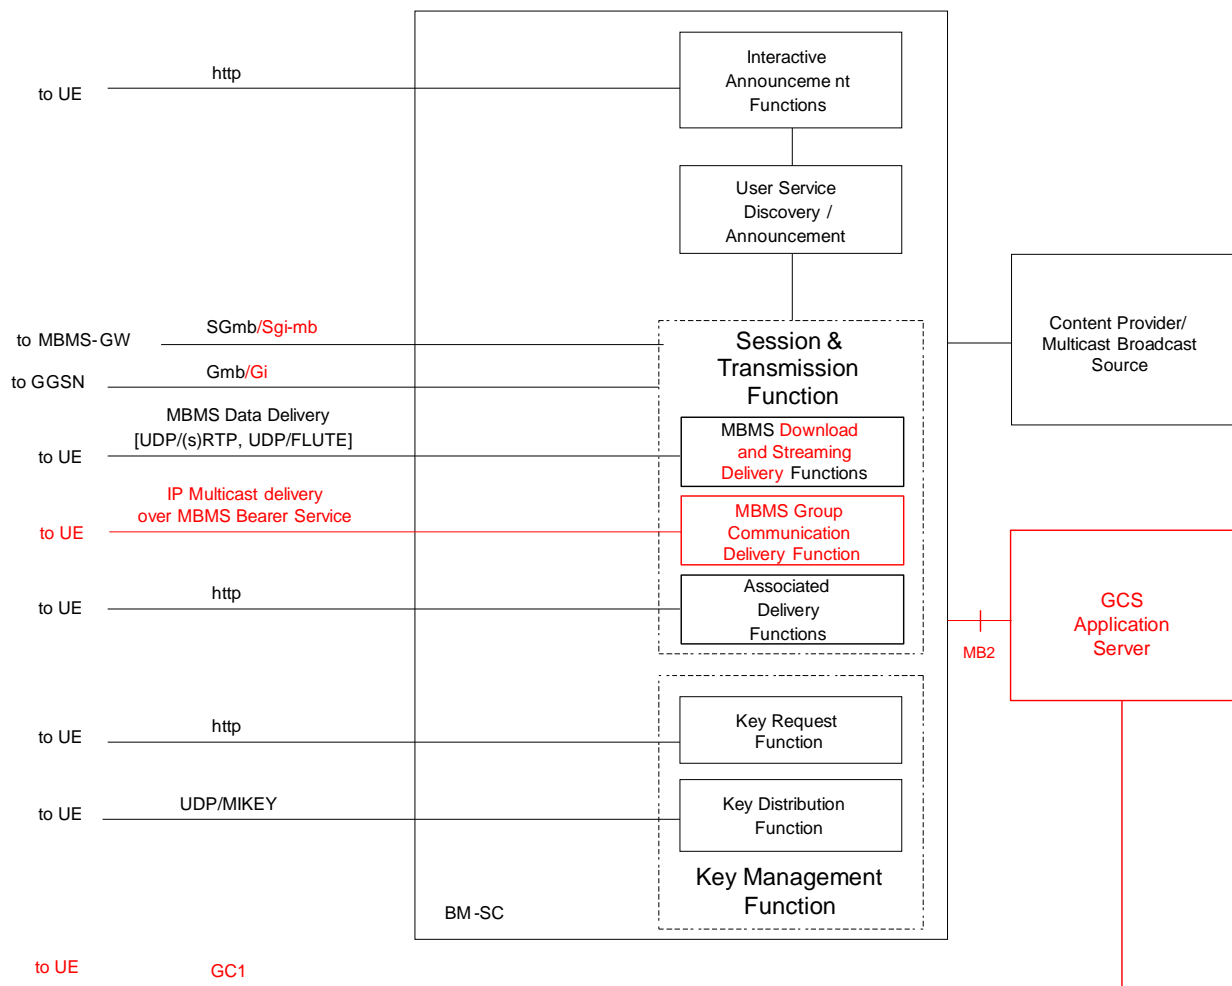 http
to UE
Interactive
Announceme nt
Functions
User Service
Discovery /
Announcement
to MBMS-GW
SGmb/Sgi-mb
to GGSN
Gmb/Gi
Session &
Transmission
Function
Content Provider/
Multicast Broadcast
Source
MBMS Data Delivery
[UDP/(s)RTP, UDP/FLUTE]
to UE
MBMS Download
and Streaming
Delivery Functions
IP Multicast delivery
over MBMS Bearer Service
to UE
MBMS Group
Communication
Delivery Function
http
to UE
Associated
Delivery
Functions
GCS
Application
Server
MB2
http
to UE
Key Request
Function
UDP/MIKEY
to UE
Key Distribution
Function
Key Management
Function
BM-SC
to UE
GC1